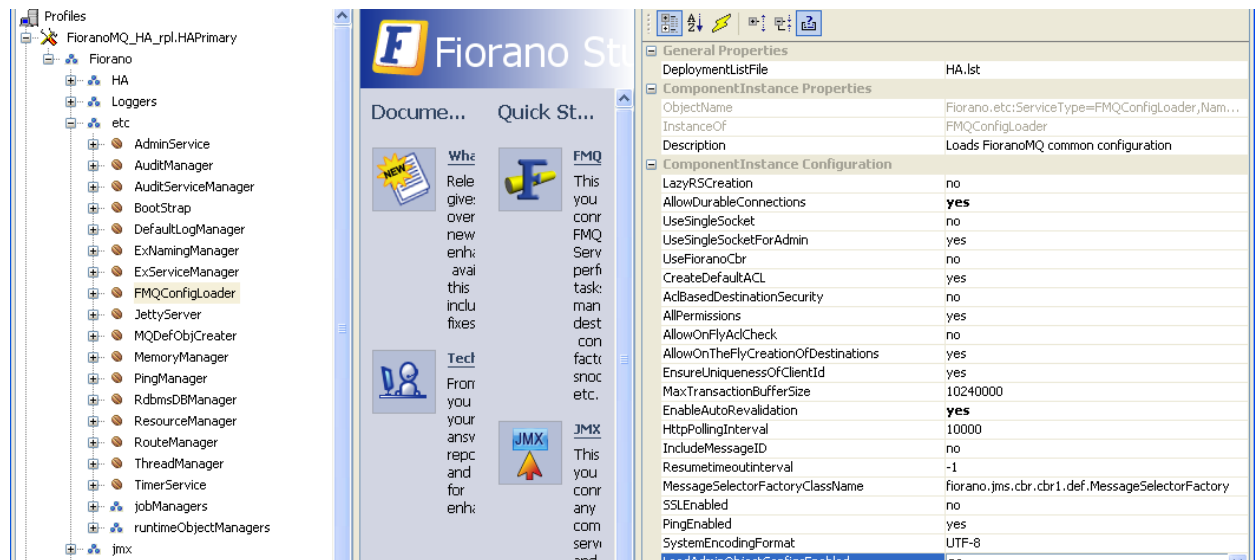 Profiles
FioranoMQ_HA_rpl.HAPrimary
Fiorano
HA
Loggers
etc
AdminService
AuditManager
AuditServiceManager
BootStrap
DefaultLogManager
ExNamingManager
ExServiceManager
FMQConfigLoader
JettyServer
MQDefObjCreater
MemoryManager
PingManager
RdbmsDBManager
ResourceManager
RouteManager
ThreadManager
TimerService
jobManagers
runtimeObjectManagers
jmx
F Fiorano St
Docume...
NEW
Wha
Rele
gives
over
new
enha
avai
this
inclu
fixes
Tech
From
you
your
answ
repo
and
for
enha
Quick St...
F
FMQ
This
you
conn
FMQ
Serv
perf
tasks
man
dest
con
facto
snoo
etc.
JMX
JMX
This
you
conn
any
com
serv
and
General Properties
DeploymentListFile HA.lst
ComponentInstance Properties
ObjectName Fiorano.etc:ServiceType=FMQConfigLoader,Nam...
InstanceOf FMQConfigLoader
Description Loads FioranoMQ common configuration
ComponentInstance Configuration
LazyRSCreation no
AllowDurableConnections yes
UseSingleSocket no
UseSingleSocketForAdmin yes
UseFioranoCbr no
CreateDefaultACL yes
AclBasedDestinationSecurity no
AllPermissions yes
AllowOnFlyAclCheck no
AllowOnTheFlyCreationOfDestinations yes
EnsureUniquenessOfClientId yes
MaxTransactionBufferSize 10240000
EnableAutoRevalidation yes
HttpPollingInterval 10000
IncludeMessageID no
Resumetimeoutinterval -1
MessageSelectorFactoryClassName fiorano.jms.cbr.cbr1.def.MessageSelectorFactory
SSLEnabled no
PingEnabled yes
SystemEncodingFormat UTF-8
LoadAdminObjectConfigsEnabled no